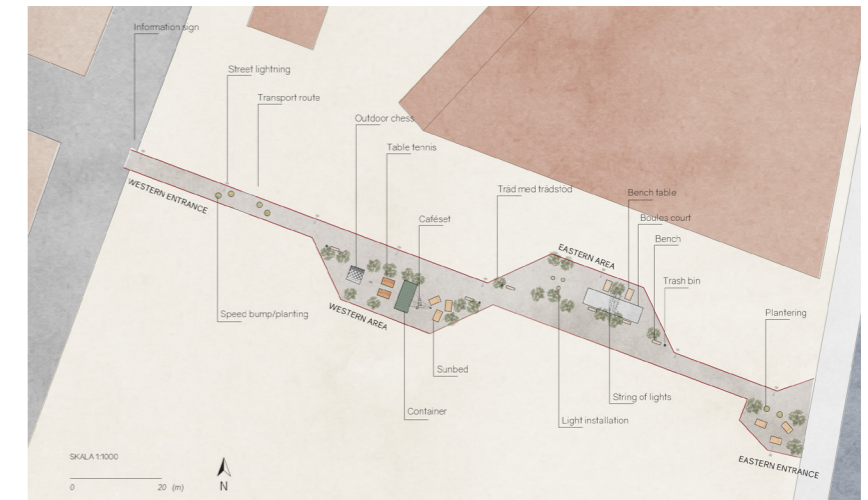 Information sign
Street lightning
Transport route
Outdoor chess
Table tennis
Träd med trädstöd
Bench table
Caféset
Boules court
Bench
EASTERN AREA
Trash bin
WESTERN ENTRANCE
Speed bump/planting
WESTERN AREA
Plantering
Sunbed
String of lights
Container
Light installation
EASTERN ENTRANCE
SKALA 1:1000
0 20 (m)
N